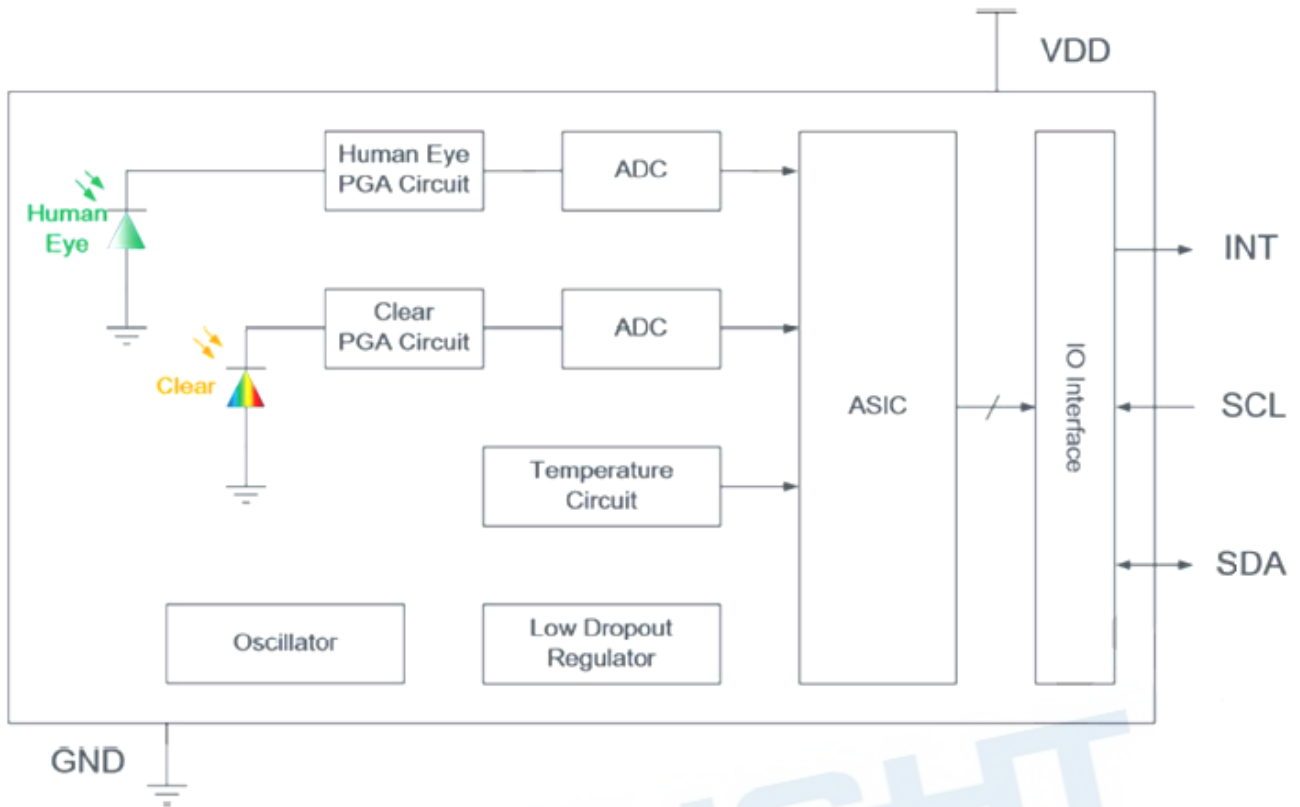 VDD
Human Eye
PGA Circuit
ADC
Human
Eye
INT
Clear
PGA Circuit
ADC
Clear
ASIC
IO Interface
SCL
Temperature
Circuit
SDA
Oscillator
Low Dropout
Regulator
GND